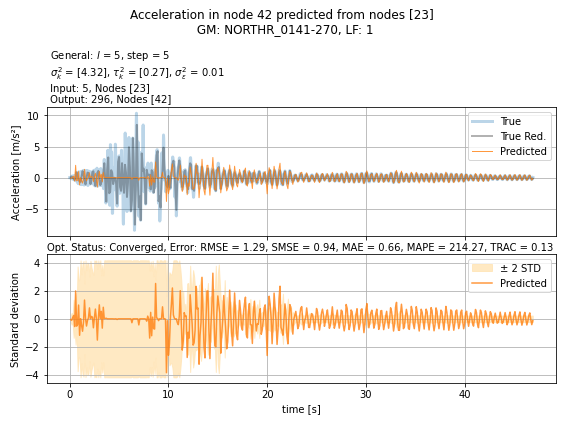 Acceleration in node 42 predicted from nodes [23]
GM: NORTHR_0141-270, LF: 1
General: l = 5, step = 5
σ²ₖ = [4.32], τ²ₖ = [0.27], σ²ε = 0.01
Input: 5, Nodes [23]
Output: 296, Nodes [42]
Acceleration [m/s²]
10
5
0
−5
True
True Red.
Predicted
Opt. Status: Converged, Error: RMSE = 1.29, SMSE = 0.94, MAE = 0.66, MAPE = 214.27, TRAC = 0.13
Standard deviation
4
2
0
−2
−4
± 2 STD
Predicted
0 10 20 30 40
time [s]